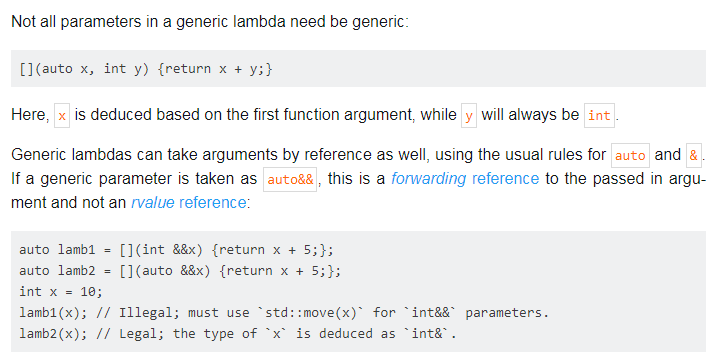 Not all parameters in a generic lambda need be generic:
[](auto x, int y) {return x + y;}
Here, x is deduced based on the first function argument, while y will always be int.
Generic lambdas can take arguments by reference as well, using the usual rules for auto and &.
If a generic parameter is taken as auto&&, this is a forwarding reference to the passed in argu-
ment and not an rvalue reference:
auto lamb1 = [](int &&x) {return x + 5;};
auto lamb2 = [](auto &&x) {return x + 5;};
int x = 10;
lamb1(x); // Illegal; must use `std::move(x)` for `int&&` parameters.
lamb2(x); // Legal; the type of `x` is deduced as `int&`.